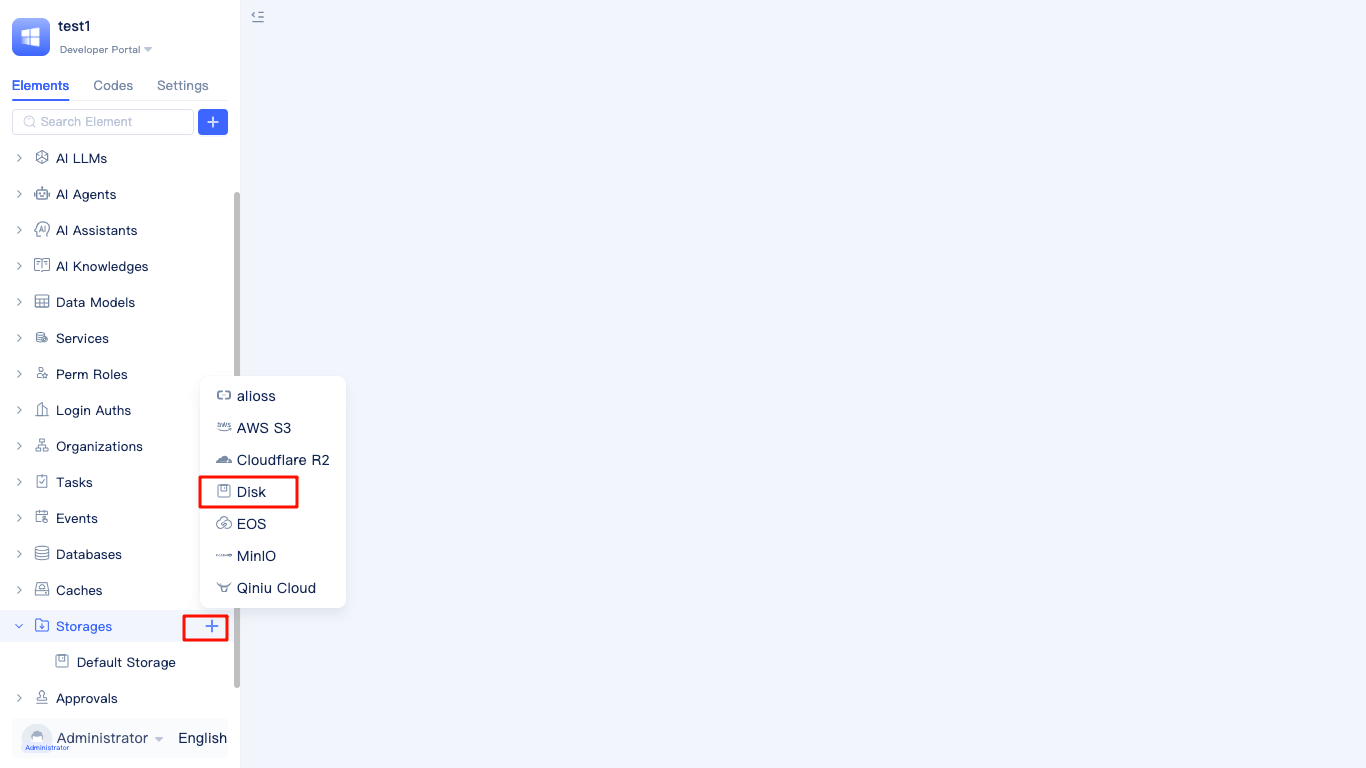 test1
Developer Portal
Elements Codes Settings
Search Element
AI LLMs
AI Agents
AI Assistants
AI Knowledges
Data Models
Services
Perm Roles
Login Auths
Organizations
Tasks
Events
Databases
Caches
Storages
Default Storage
Approvals
alioss
AWS S3
Cloudflare R2
Disk
EOS
MinIO
Qiniu Cloud
Administrator English
Administrator